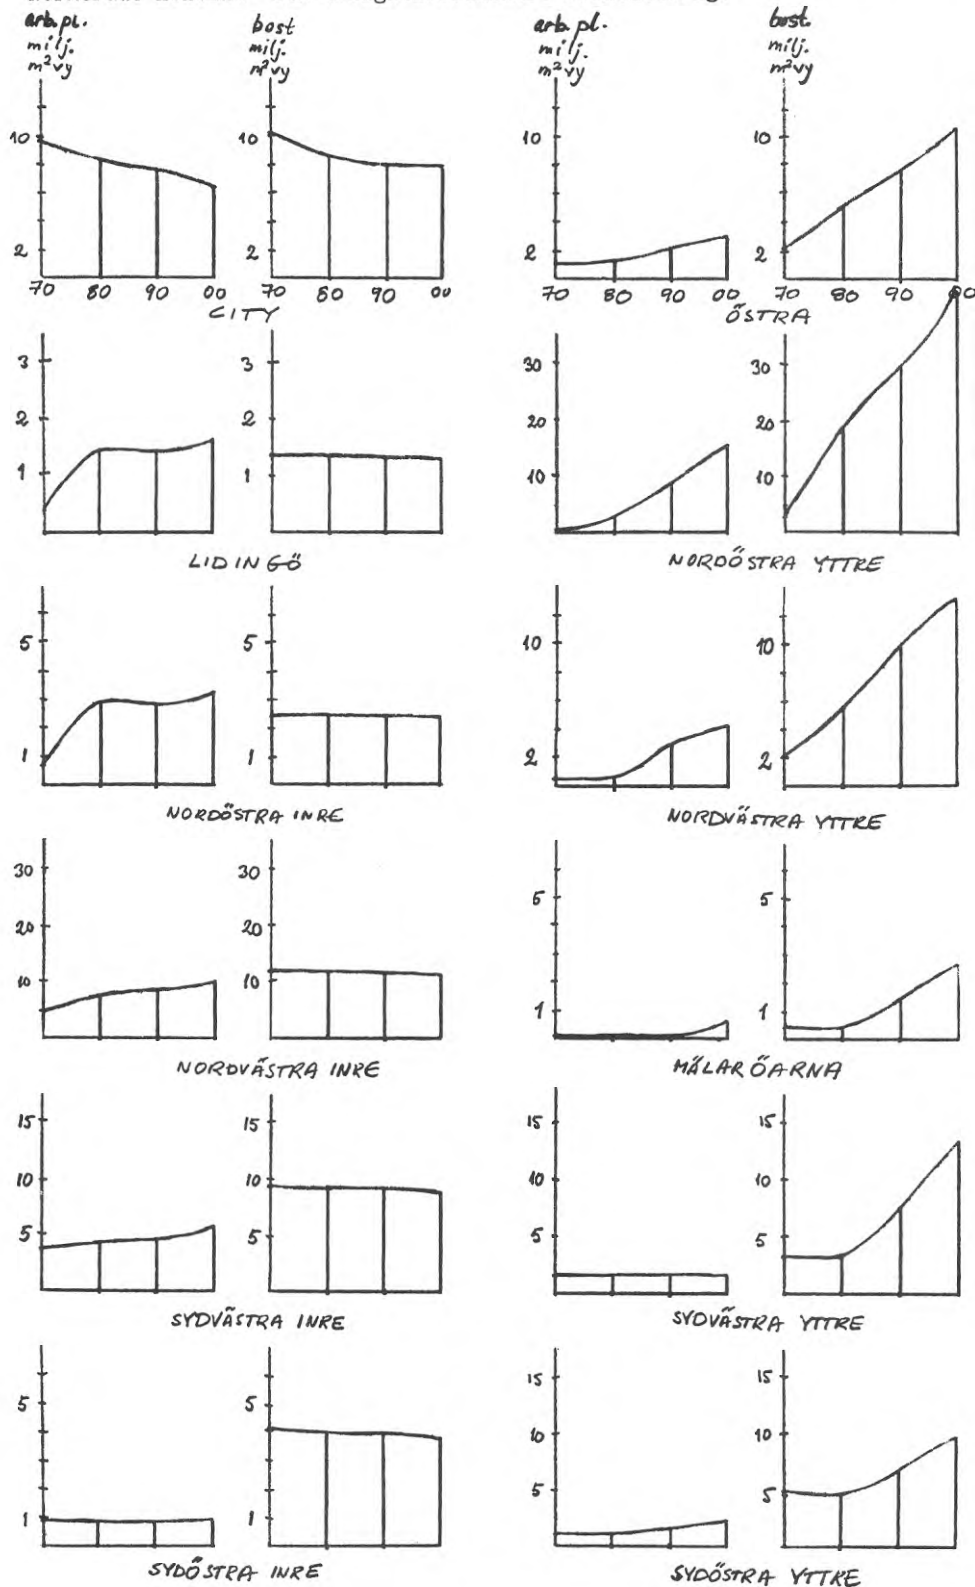 arb.pl.
milj.
m²vy
bost
milj.
m²vy
arb.pl.
milj.
m²vy
bost.
milj.
m²vy
10
2
10
2
10
2
10
2
70 80 90 00
70 80 90 00
70 80 90 00
70 80 90 00
CITY
ÖSTRA
3
2
1
3
2
1
30
20
10
30
20
10
LIDINGÖ
NORDÖSTRA YTTRE
5
1
5
1
10
2
10
2
NORDÖSTRA INRE
NORDVÄSTRA YTTRE
30
20
10
30
20
10
5
1
5
1
NORDVÄSTRA INRE
MÄLARÖARNA
15
10
5
15
10
5
15
10
5
15
10
5
SYDVÄSTRA INRE
SYDVÄSTRA YTTRE
5
1
5
1
15
10
5
15
10
5
SYDÖSTRA INRE
SYDÖSTRA YTTRE